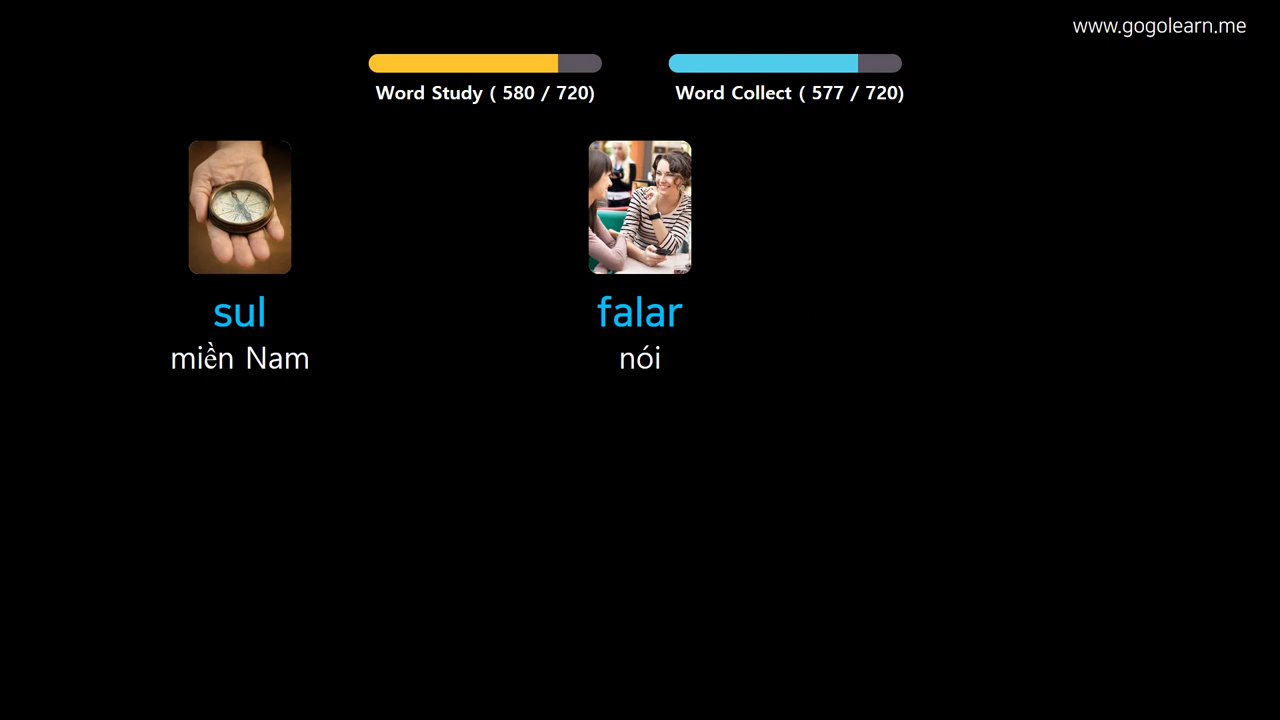 www.gogolearn.me
Word Study ( 580 / 720)
Word Collect ( 577 / 720)
sul
miền Nam
falar
nói